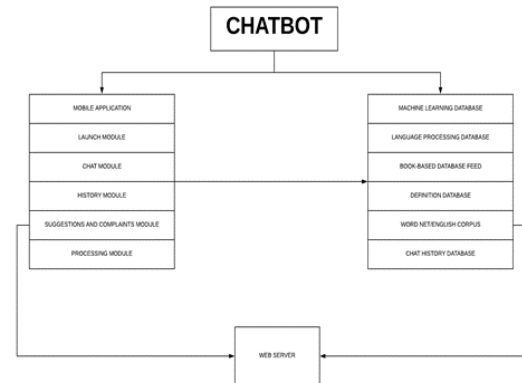 CHATBOT
MOBILE APPLICATION
LAUNCH MODULE
CHAT MODULE
HISTORY MODULE
SUGGESTIONS AND COMPLAINTS MODULE
PROCESSING MODULE
MACHINE LEARNING DATABASE
LANGUAGE PROCESSING DATABASE
BOOK-BASED DATABASE FEED
DEFINITION DATABASE
WORD NET/ENGLISH CORPUS
CHAT HISTORY DATABASE
WEB SERVER